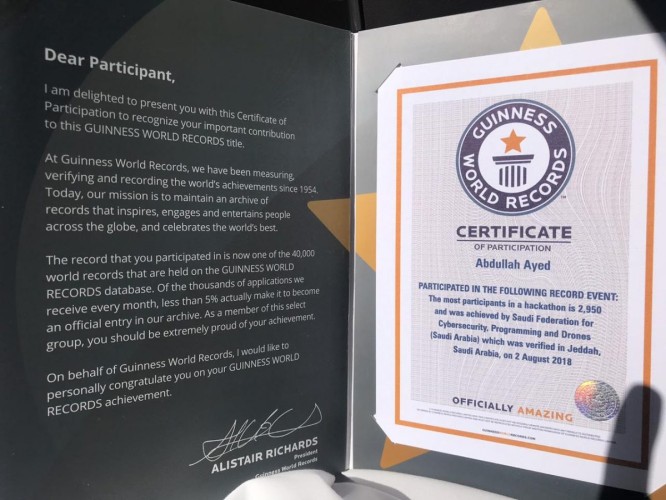 Dear Participant,
I am delighted to present you with this Certificate of
Participation to recognize your important contribution
to this GUINNESS WORLD RECORDS title.
At Guinness World Records, we have been measuring,
verifying and recording the world's achievements since 1954.
Today, our mission is to maintain an archive of
records that inspires, engages and entertains people
across the globe, and celebrates the world's best.
The record that you participated in is now one of the 40,000
world records that are held on the GUINNESS WORLD
RECORDS database. Of the thousands of applications we
receive every month, less than 5% actually make it to become
an official entry in our archive. As a member of this select
group, you should be extremely proud of your achievement.
On behalf of Guinness World Records, I would like to
personally congratulate you on your GUINNESS WORLD
RECORDS achievement.
ALISTAIR RICHARDS
President
Guinness World Records
GUINNESS
WORLD RECORDS
TM
CERTIFICATE
OF PARTICIPATION
Abdullah Ayed
PARTICIPATED IN THE FOLLOWING RECORD EVENT:
The most participants in a hackathon is 2,950
and was achieved by Saudi Federation for
Cybersecurity, Programming and Drones
(Saudi Arabia) which was verified in Jeddah,
Saudi Arabia, on 2 August 2018
OFFICIALLY AMAZING
GUINNESSWORLDRECORDS.COM